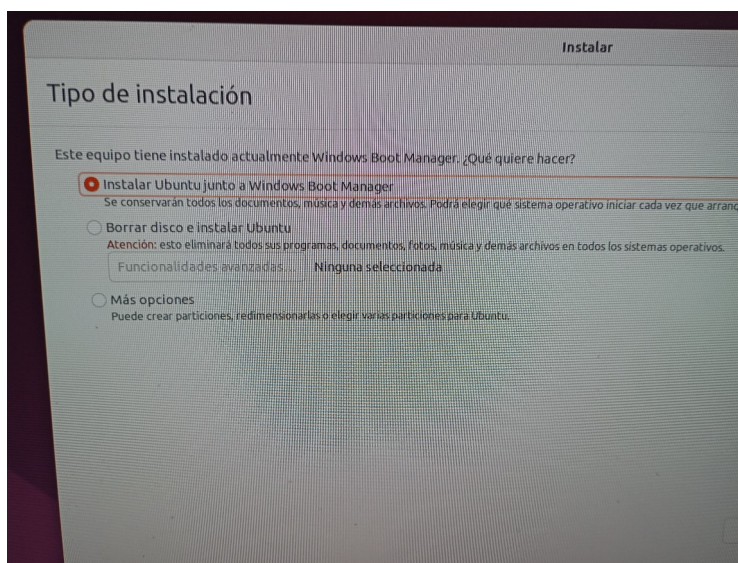 Instalar
Tipo de instalación
Este equipo tiene instalado actualmente Windows Boot Manager. ¿Qué quiere hacer?
Instalar Ubuntu junto a Windows Boot Manager
Se conservarán todos los documentos, música y demás archivos. Podrá elegir qué sistema operativo iniciar cada vez que arranq
Borrar disco e instalar Ubuntu
Atención: esto eliminará todos sus programas, documentos, fotos, música y demás archivos en todos los sistemas operativos.
Funcionalidades avanzadas... Ninguna seleccionada
Más opciones
Puede crear particiones, redimensionarlas o elegir varias particiones para Ubuntu.